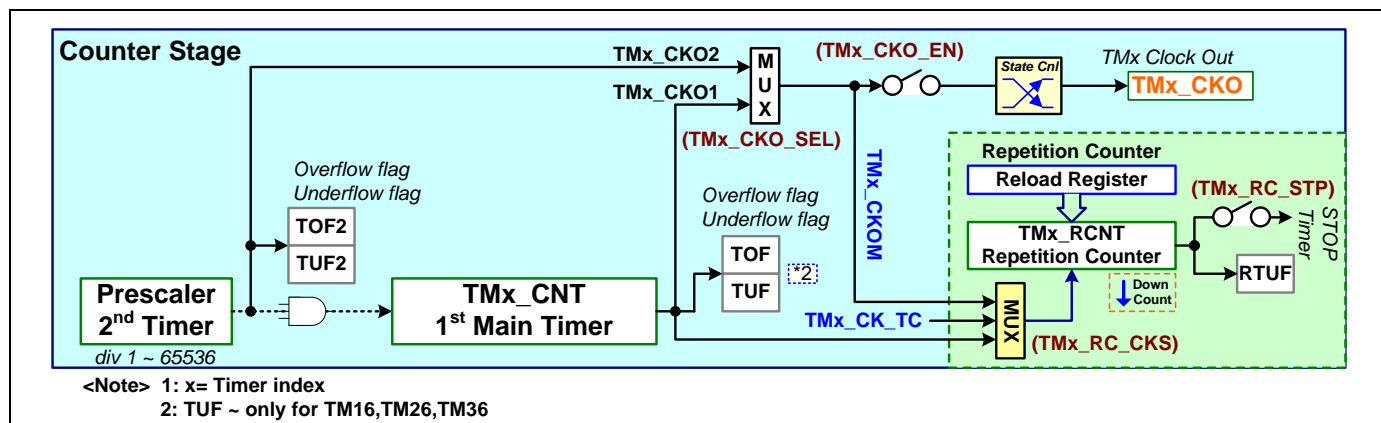 Counter Stage
TMx_CKO2
TMx_CKO1
MUX
(TMx_CKO_SEL)
(TMx_CKO_EN)
State Cnl
TMx Clock Out
TMx_CKO
TMx_CKOM
Overflow flag
Underflow flag
TOF2
TUF2
Overflow flag
Underflow flag
TOF
TUF
*2
Prescaler
2nd Timer
div 1 ~ 65536
TMx_CNT
1st Main Timer
TMx_CK_TC
MUX
(TMx_RC_CKS)
Repetition Counter
Reload Register
TMx_RCNT
Repetition Counter
Down
Count
(TMx_RC_STP)
STOP
Timer
RTUF
<Note> 1: x= Timer index
2: TUF ~ only for TM16,TM26,TM36